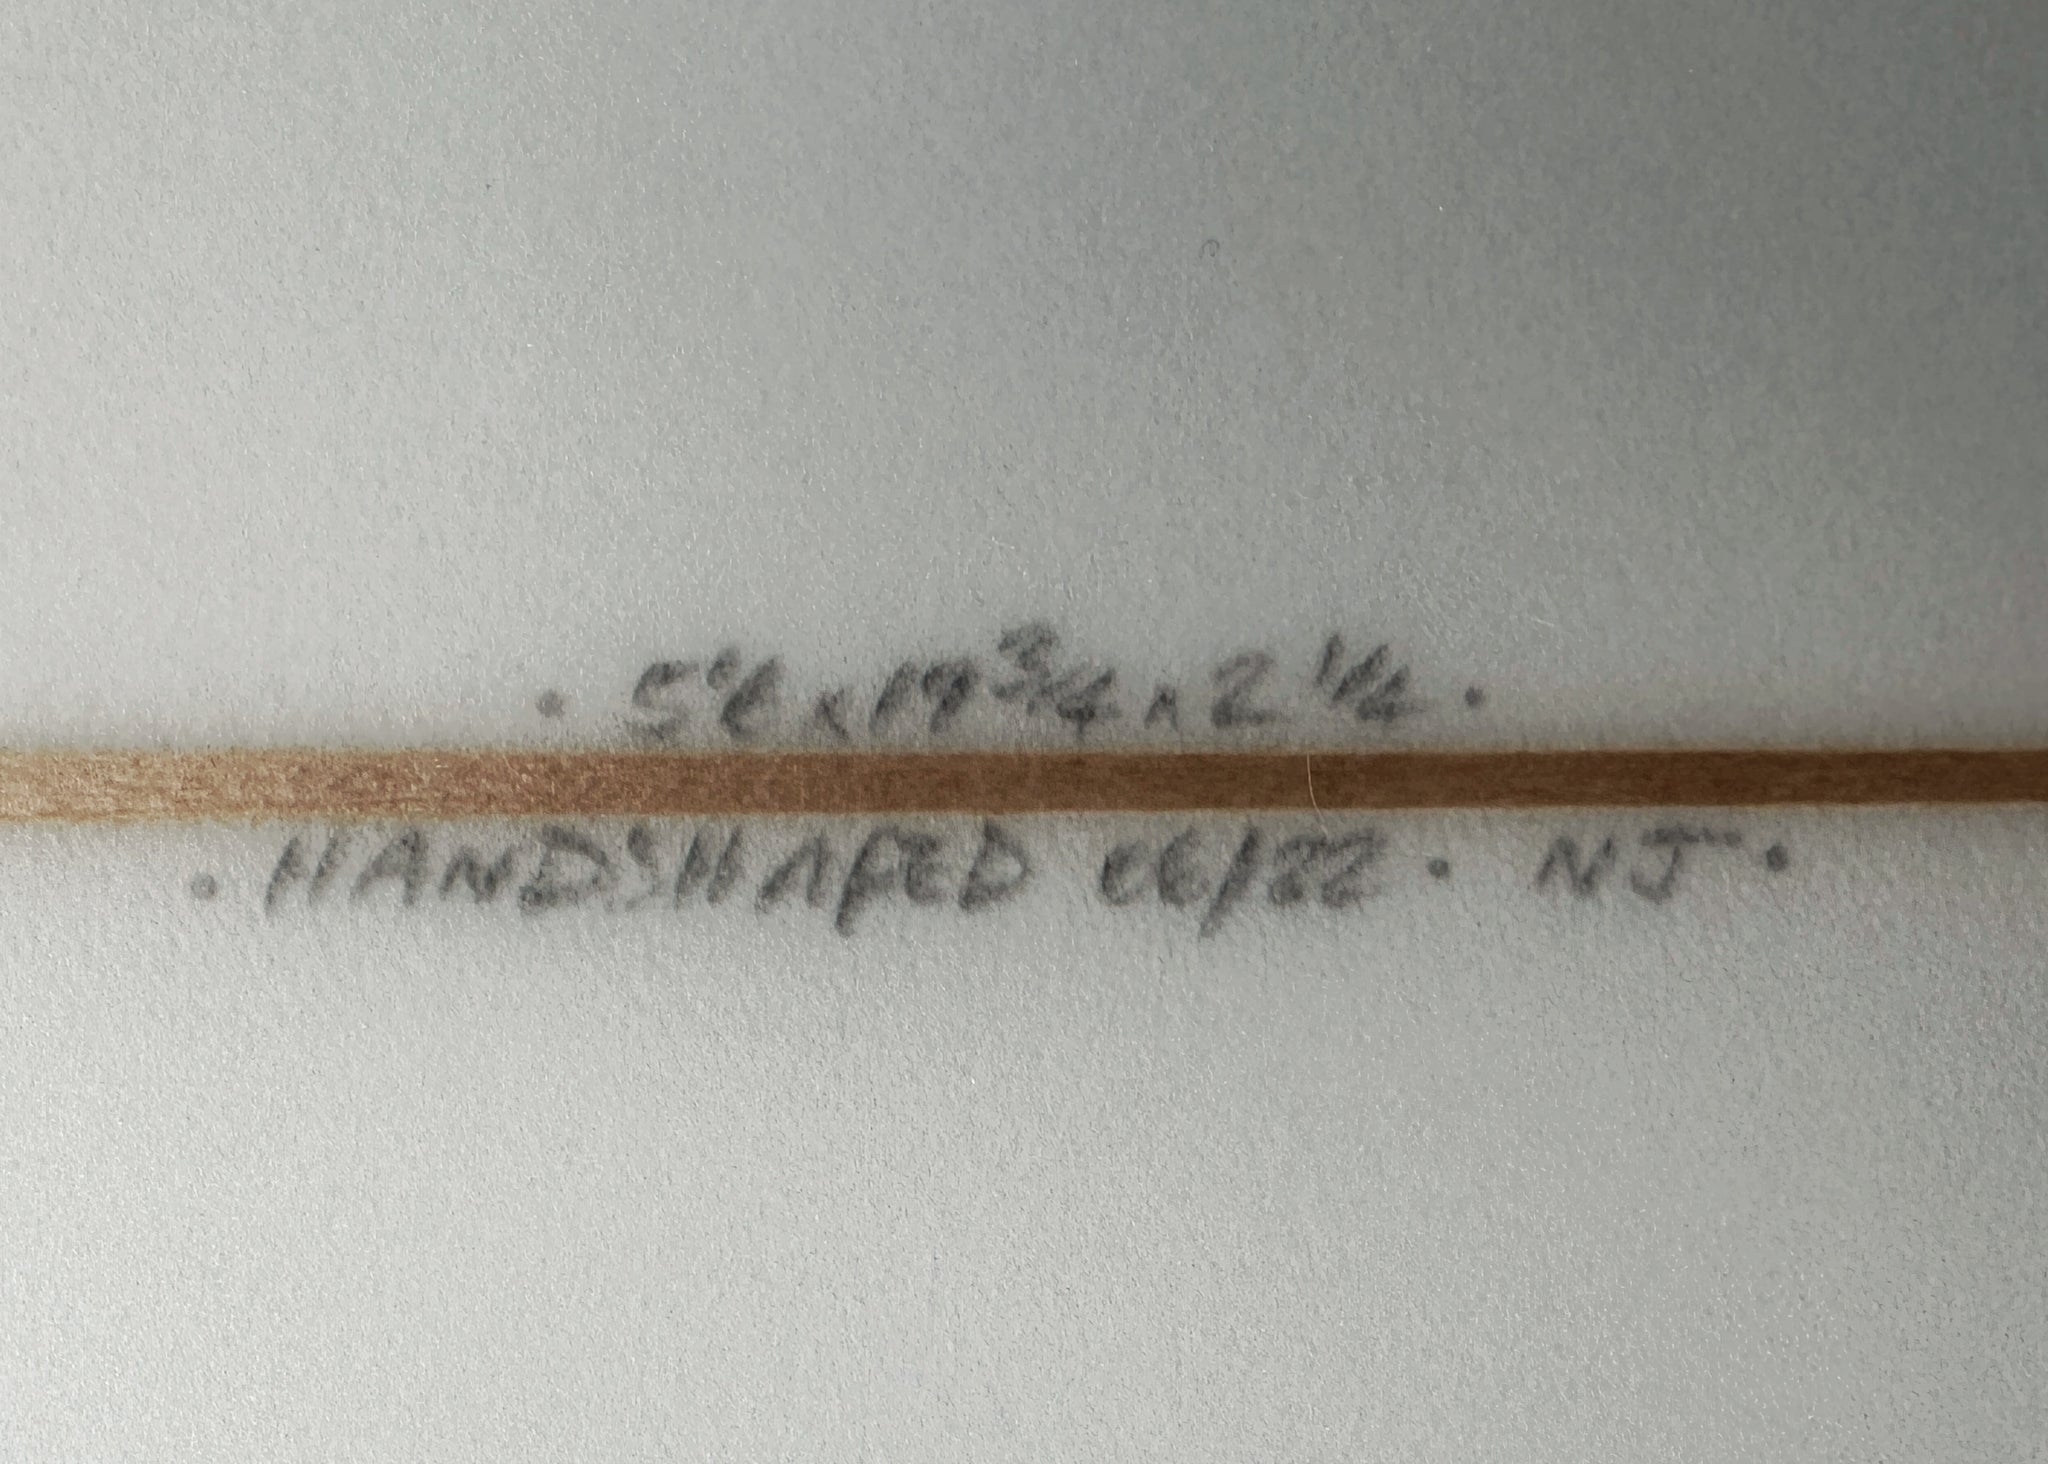 · 5'6 x 19 3/4 x 2 1/4 ·
· HANDSHAPED 06/22 · NJ ·